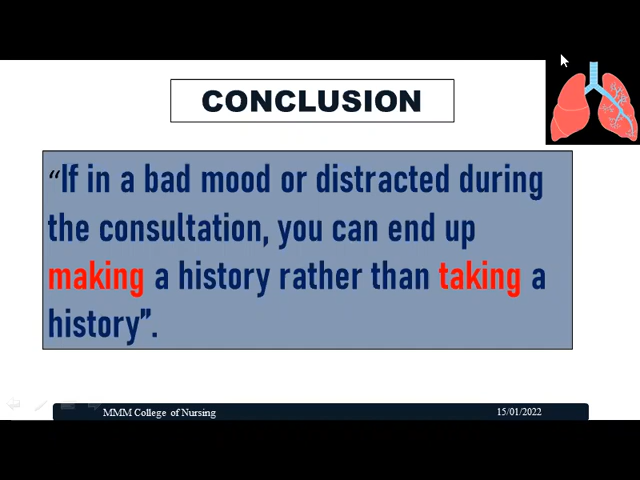 CONCLUSION
“If in a bad mood or distracted during
the consultation, you can end up
making a history rather than taking a
history”.
MMM College of Nursing
15/01/2022